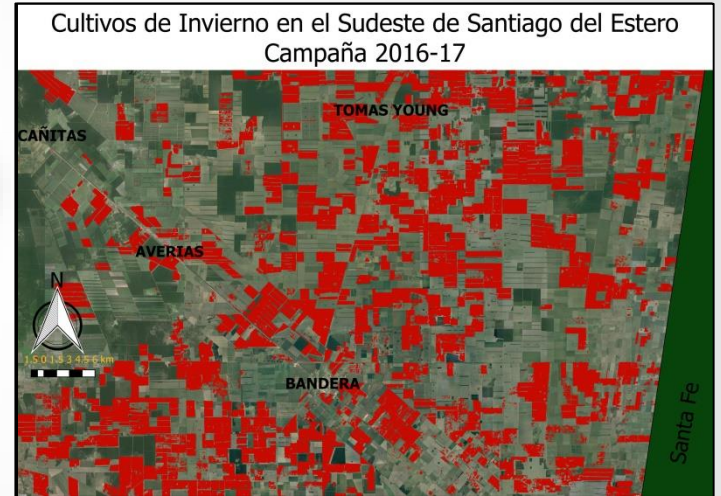 Cultivos de Invierno en el Sudeste de Santiago del Estero
Campaña 2016-17
TOMAS YOUNG
CAÑITAS
AVERIAS
N
BANDERA
Santa Fe